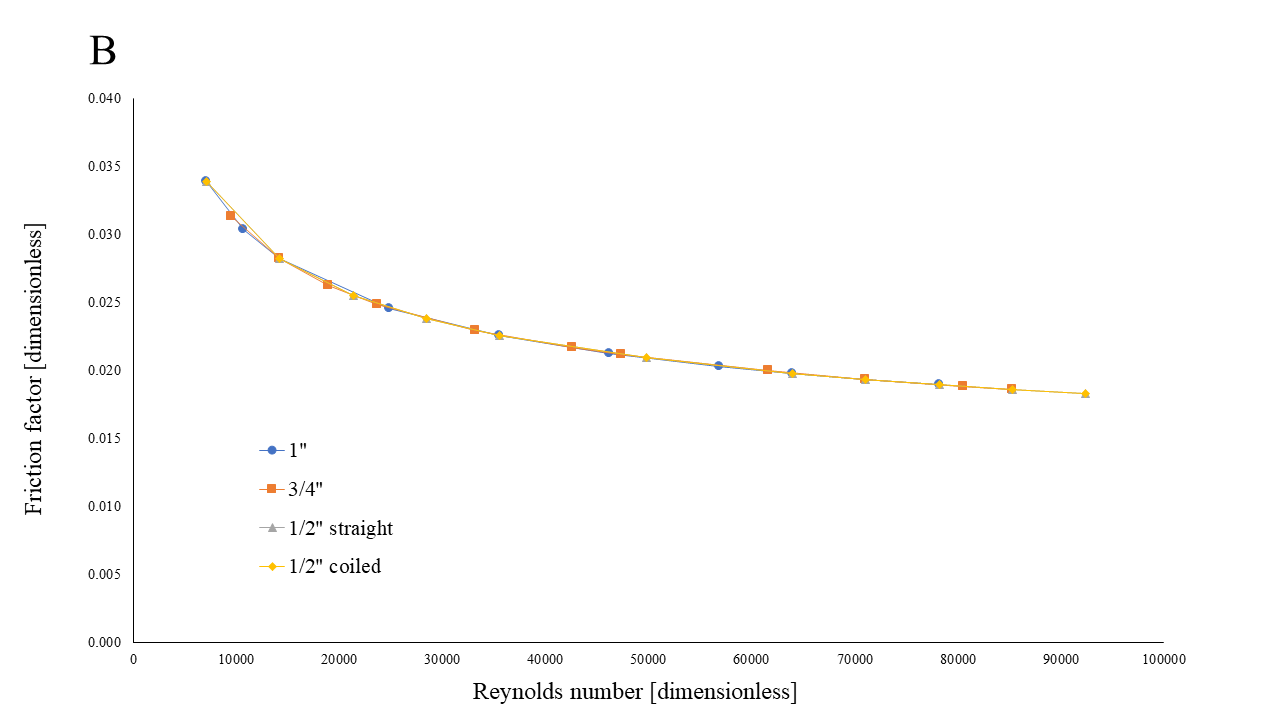 B
0.040
0.035
0.030
0.025
0.020
0.015
0.010
0.005
0.000
Friction factor [dimensionless]
1"
3/4"
1/2" straight
1/2" coiled
0 10000 20000 30000 40000 50000 60000 70000 80000 90000 100000
Reynolds number [dimensionless]